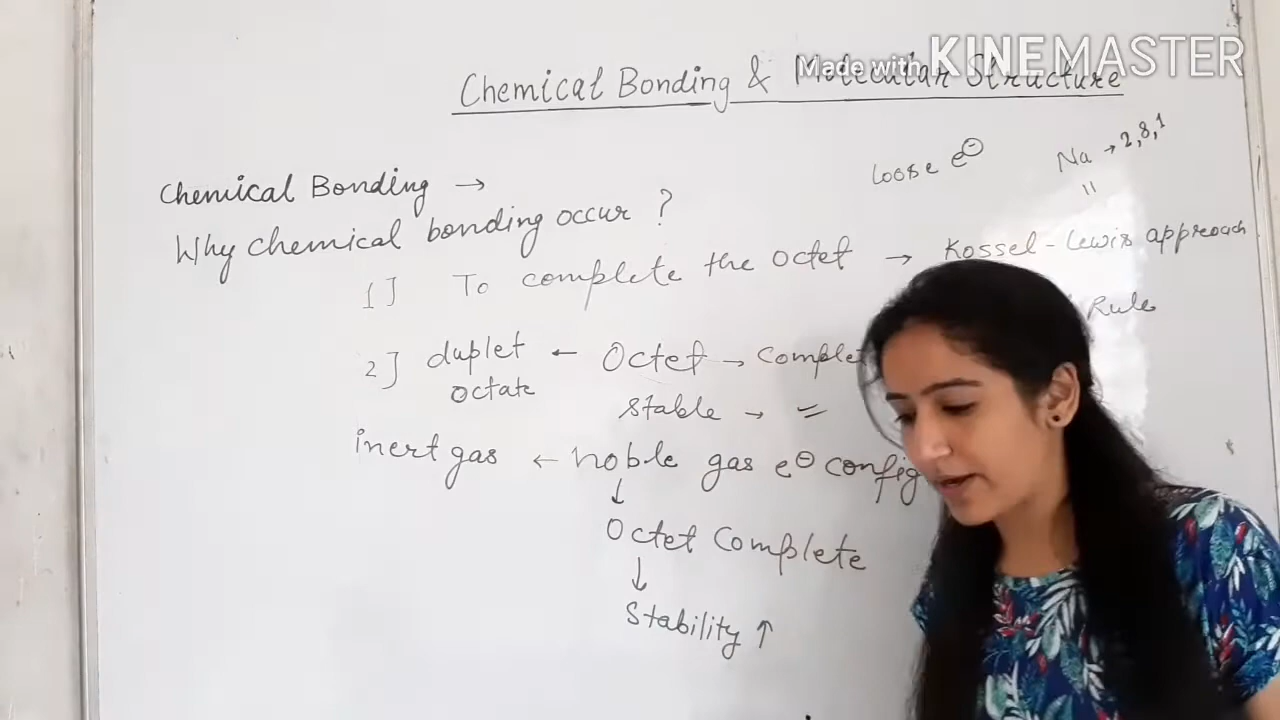 Made with KINEMASTER
Chemical Bonding & Molecular Structure
Loose e⊖
Na → 2,8,1
"
Chemical Bonding →
Why chemical bonding occur ?
1] To complete the octet → Kossel-Lewis approach
Rule
2] duplet ← Octet → Complet
octate
stable → =
inert gas ← noble gas e⊖ config
↓
Octet Complete
↓
Stability ↑